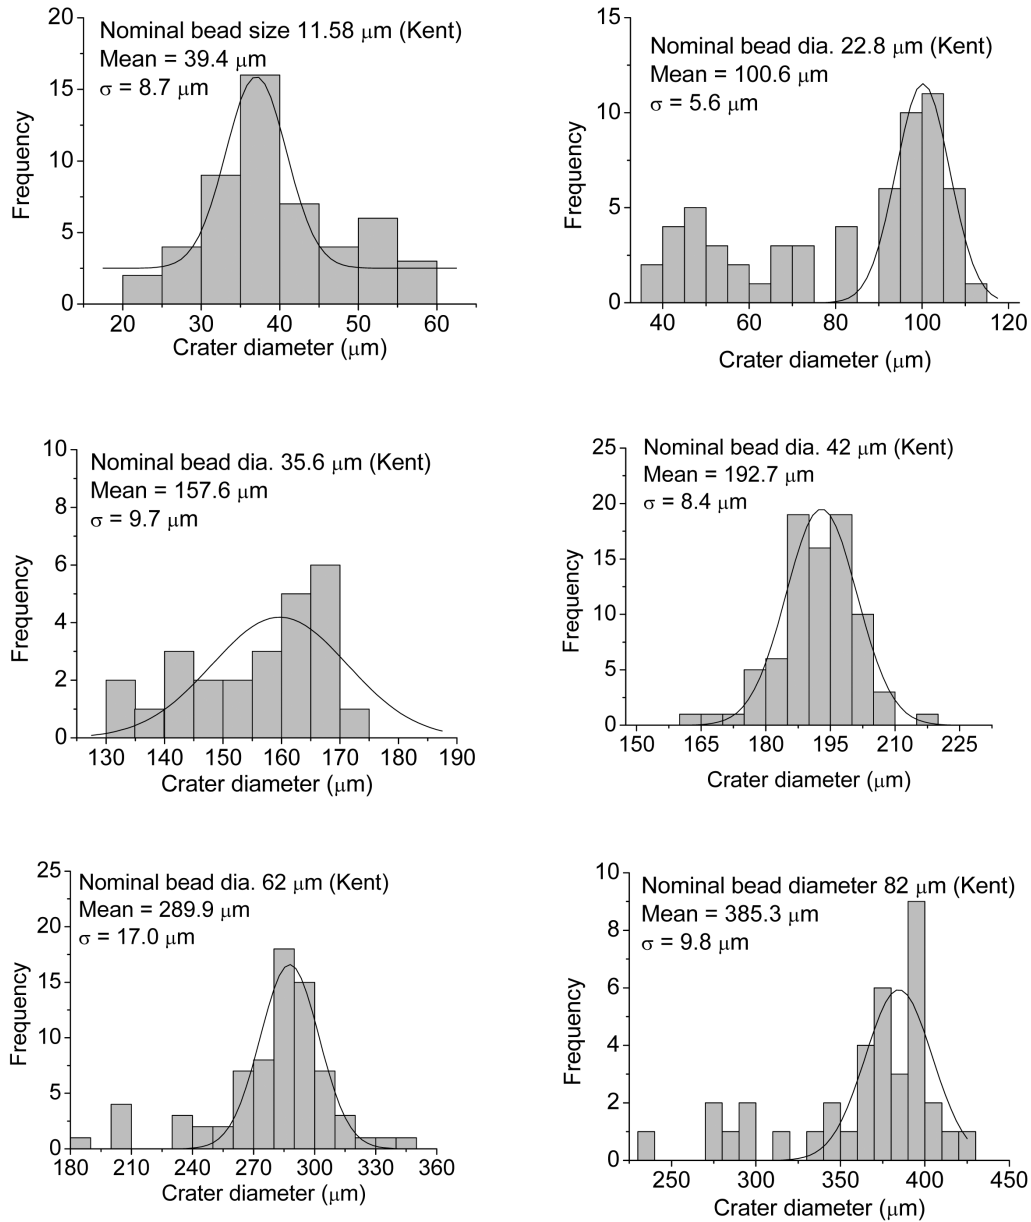 Nominal bead size 11.58 μm (Kent)
Mean = 39.4 μm
σ = 8.7 μm
20
15
10
5
0
Frequency
20 30 40 50 60
Crater diameter (μm)
Nominal bead dia. 22.8 μm (Kent)
Mean = 100.6 μm
σ = 5.6 μm
15
10
5
0
Frequency
40 60 80 100 120
Crater diameter (μm)
Nominal bead dia. 35.6 μm (Kent)
Mean = 157.6 μm
σ = 9.7 μm
10
8
6
4
2
0
Frequency
130 140 150 160 170 180 190
Crater diameter (μm)
Nominal bead dia. 42 μm (Kent)
Mean = 192.7 μm
σ = 8.4 μm
25
20
15
10
5
0
Frequency
150 165 180 195 210 225
Crater diameter (μm)
Nominal bead dia. 62 μm (Kent)
Mean = 289.9 μm
σ = 17.0 μm
25
20
15
10
5
0
Frequency
180 210 240 270 300 330 360
Crater diameter (μm)
Nominal bead diameter 82 μm (Kent)
Mean = 385.3 μm
σ = 9.8 μm
10
8
6
4
2
0
Frequency
250 300 350 400 450
Crater diameter (μm)